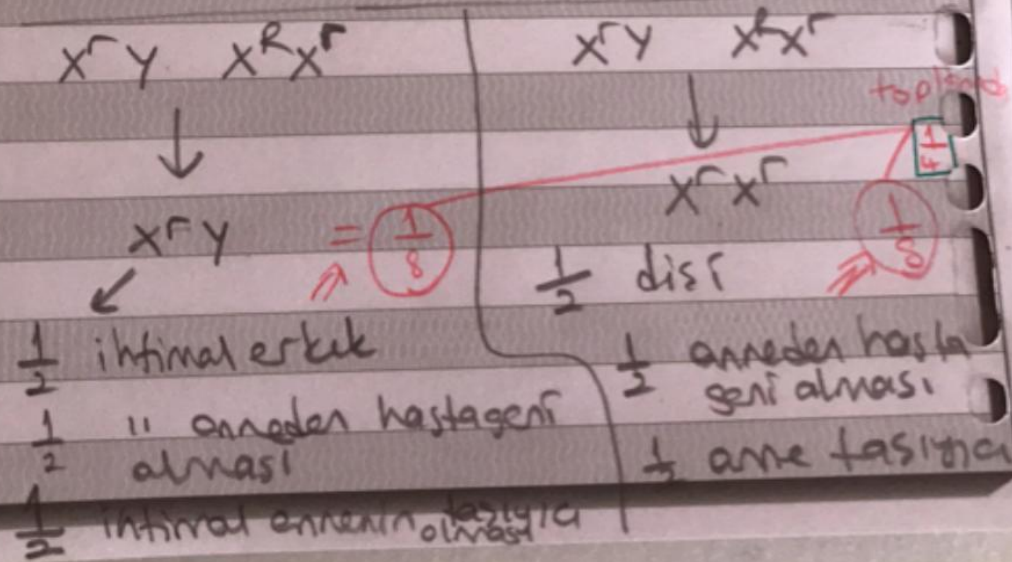 XʳY XᴿXʳ
↓
XʳY = 1/8
1/2 ihtimal erkek
1/2 " anneden hastageni
alması
1/2 ihtimal annenin taşıyıcı
olması
XʳY XᴿXʳ
↓
1/4
XʳXʳ
1/8
1/2 dişi
1/2 anneden hasta
geni alması
1/2 anne taşıyıcı